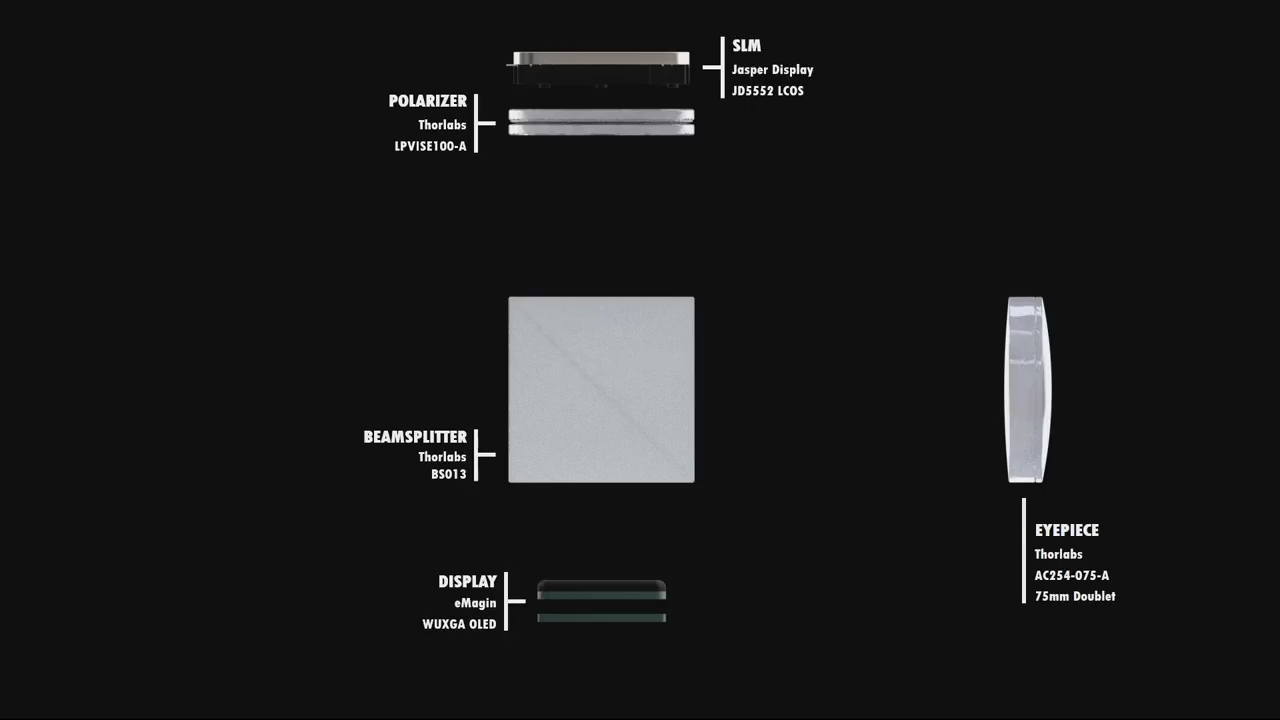 SLM
Jasper Display
JD5552 LCOS
POLARIZER
Thorlabs
LPVISE100-A
BEAMSPLITTER
Thorlabs
BS013
EYEPIECE
Thorlabs
AC254-075-A
75mm Doublet
DISPLAY
eMagin
WUXGA OLED